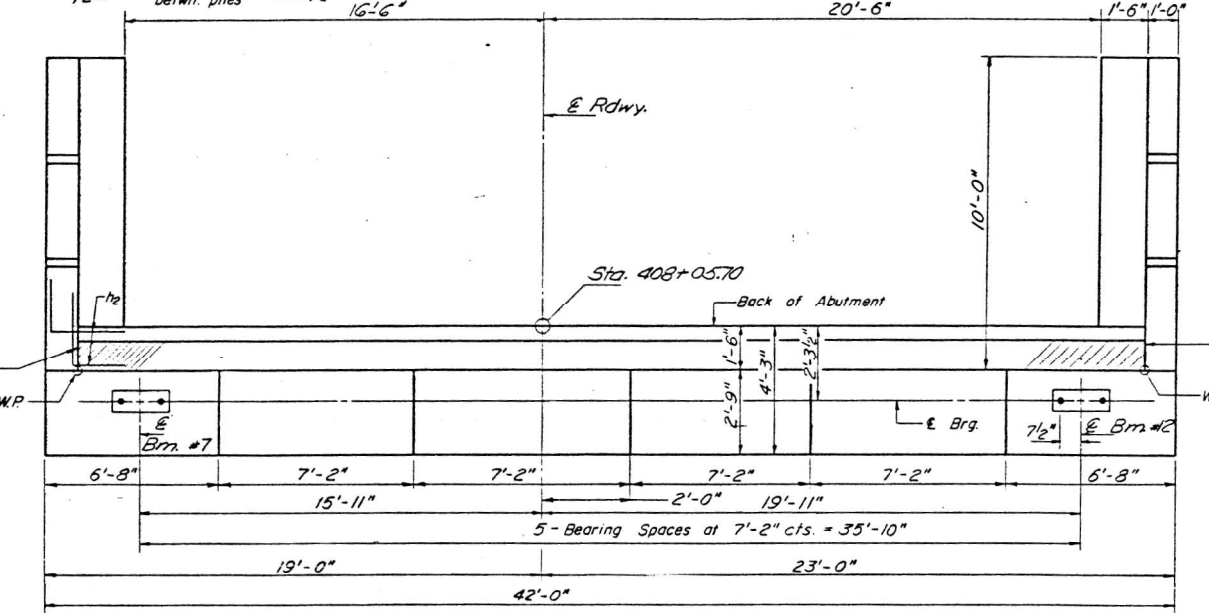 betwn. piles
16'-6"
20'-6"
1'-6" 1'-0"
℄ Rdwy.
10'-0"
Sta. 408+05.70
h2
Back of Abutment
1'-6"
4'-3"
2'-3½"
2'-9"
W.P.
℄
Bm. #7
℄ Brg.
7½"
℄ Bm. #12
6'-8"
7'-2"
7'-2"
7'-2"
7'-2"
6'-8"
15'-11"
2'-0"
19'-11"
5 - Bearing Spaces at 7'-2" cts. = 35'-10"
19'-0"
23'-0"
42'-0"